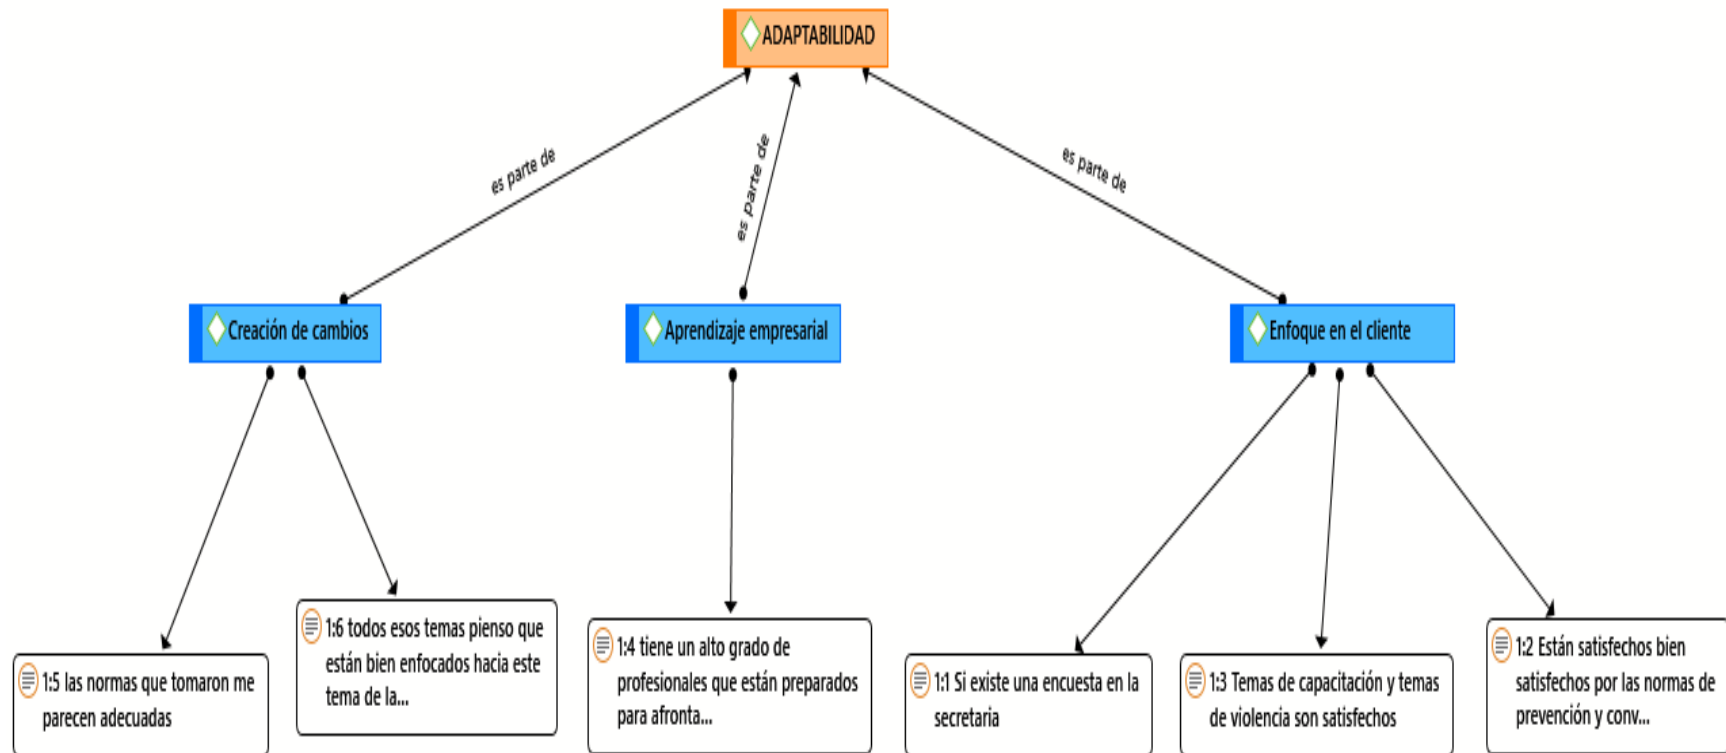 ADAPTABILIDAD
es parte de
es parte de
es parte de
Creación de cambios
Aprendizaje empresarial
Enfoque en el cliente
1:5 las normas que tomaron me
parecen adecuadas
1:6 todos esos temas pienso que
están bien enfocados hacia este
tema de la...
1:4 tiene un alto grado de
profesionales que están preparados
para afronta...
1:1 Si existe una encuesta en la
secretaria
1:3 Temas de capacitación y temas
de violencia son satisfechos
1:2 Están satisfechos bien
satisfechos por las normas de
prevención y conv...